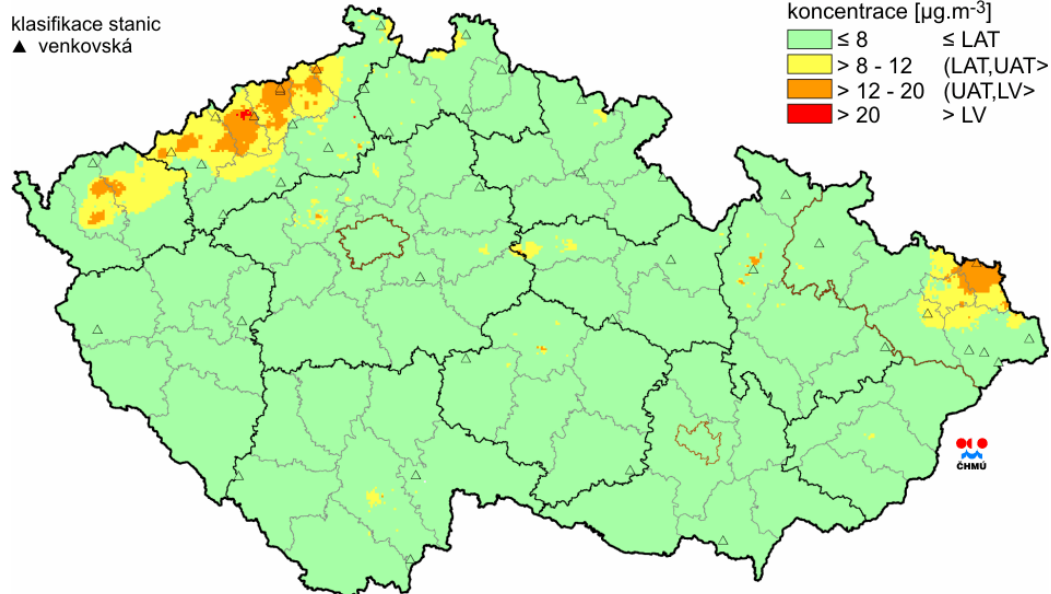 klasifikace stanic
▲ venkovská
koncentrace [µg.m-3]
≤ 8 ≤ LAT
> 8 - 12 (LAT,UAT>
> 12 - 20 (UAT,LV>
> 20 > LV
ČHMÚ